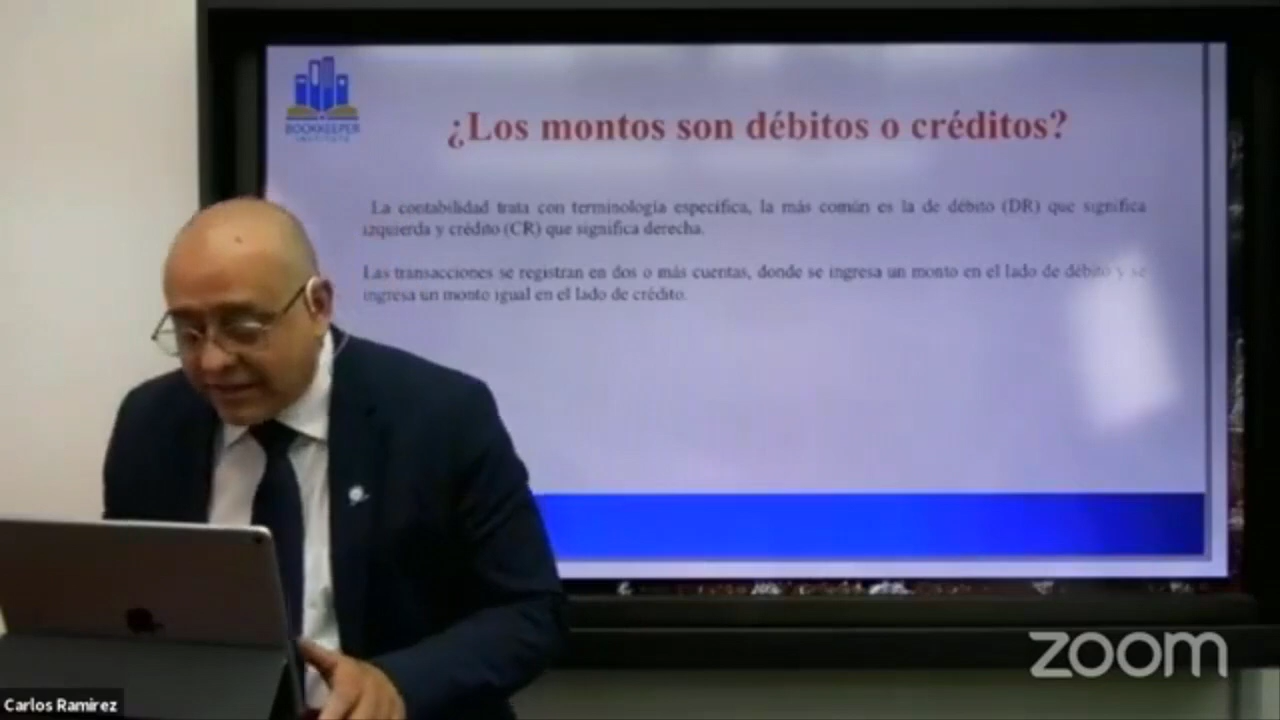 BOOKKEEPER
INSTITUTE
¿Los montos son débitos o créditos?
La contabilidad trata con terminología específica, la más común es la de débito (DR) que significa
izquierda y crédito (CR) que significa derecha.
Las transacciones se registran en dos o más cuentas, donde se ingresa un monto en el lado de débito y se
ingresa un monto igual en el lado de crédito.
zoom
Carlos Ramirez